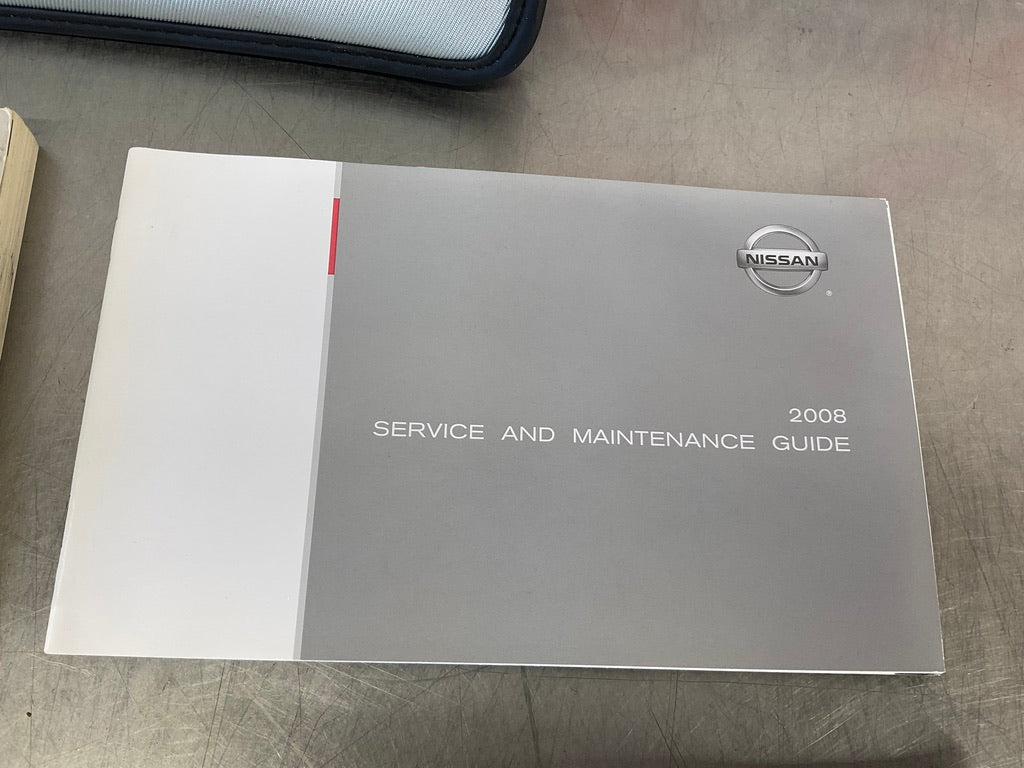 NISSAN
®
2008
SERVICE AND MAINTENANCE GUIDE